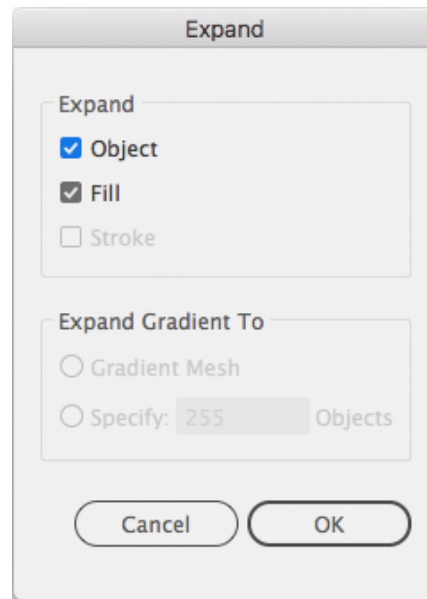 Expand
Expand
Object
Fill
Stroke
Expand Gradient To
Gradient Mesh
Specify: 255 Objects
Cancel OK